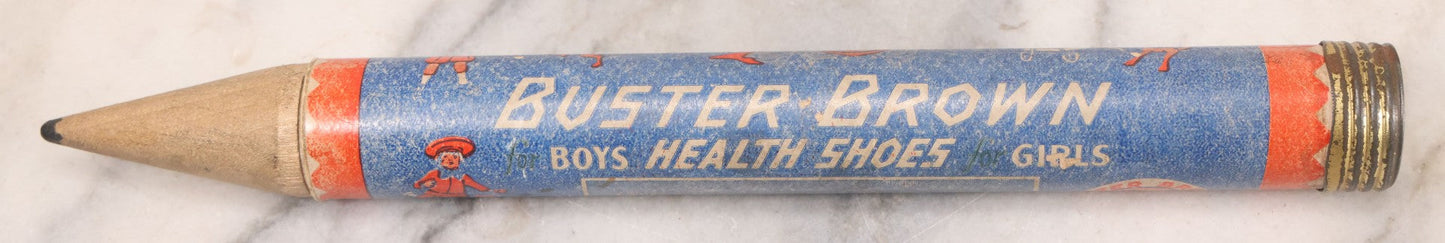 BUSTER BROWN
for BOYS HEALTH SHOES for GIRLS